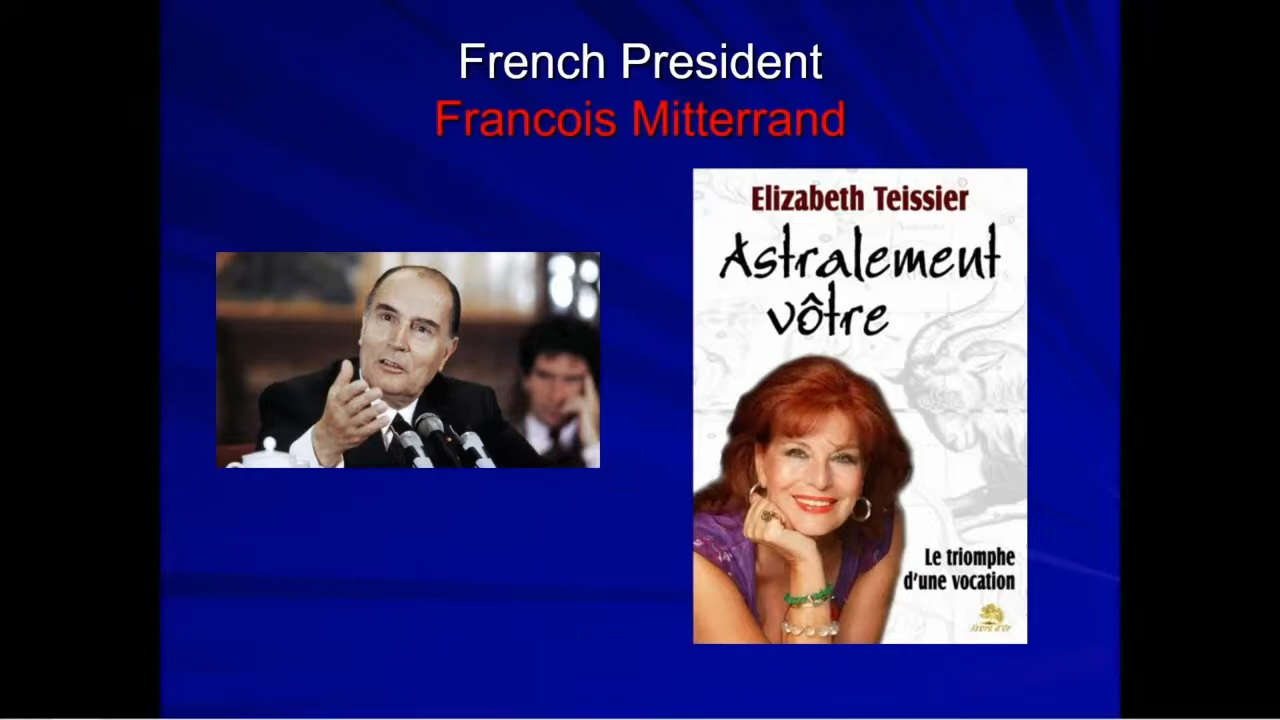 French President
Francois Mitterrand
Elizabeth Teissier
Astralement
vôtre
Le triomphe
d'une vocation